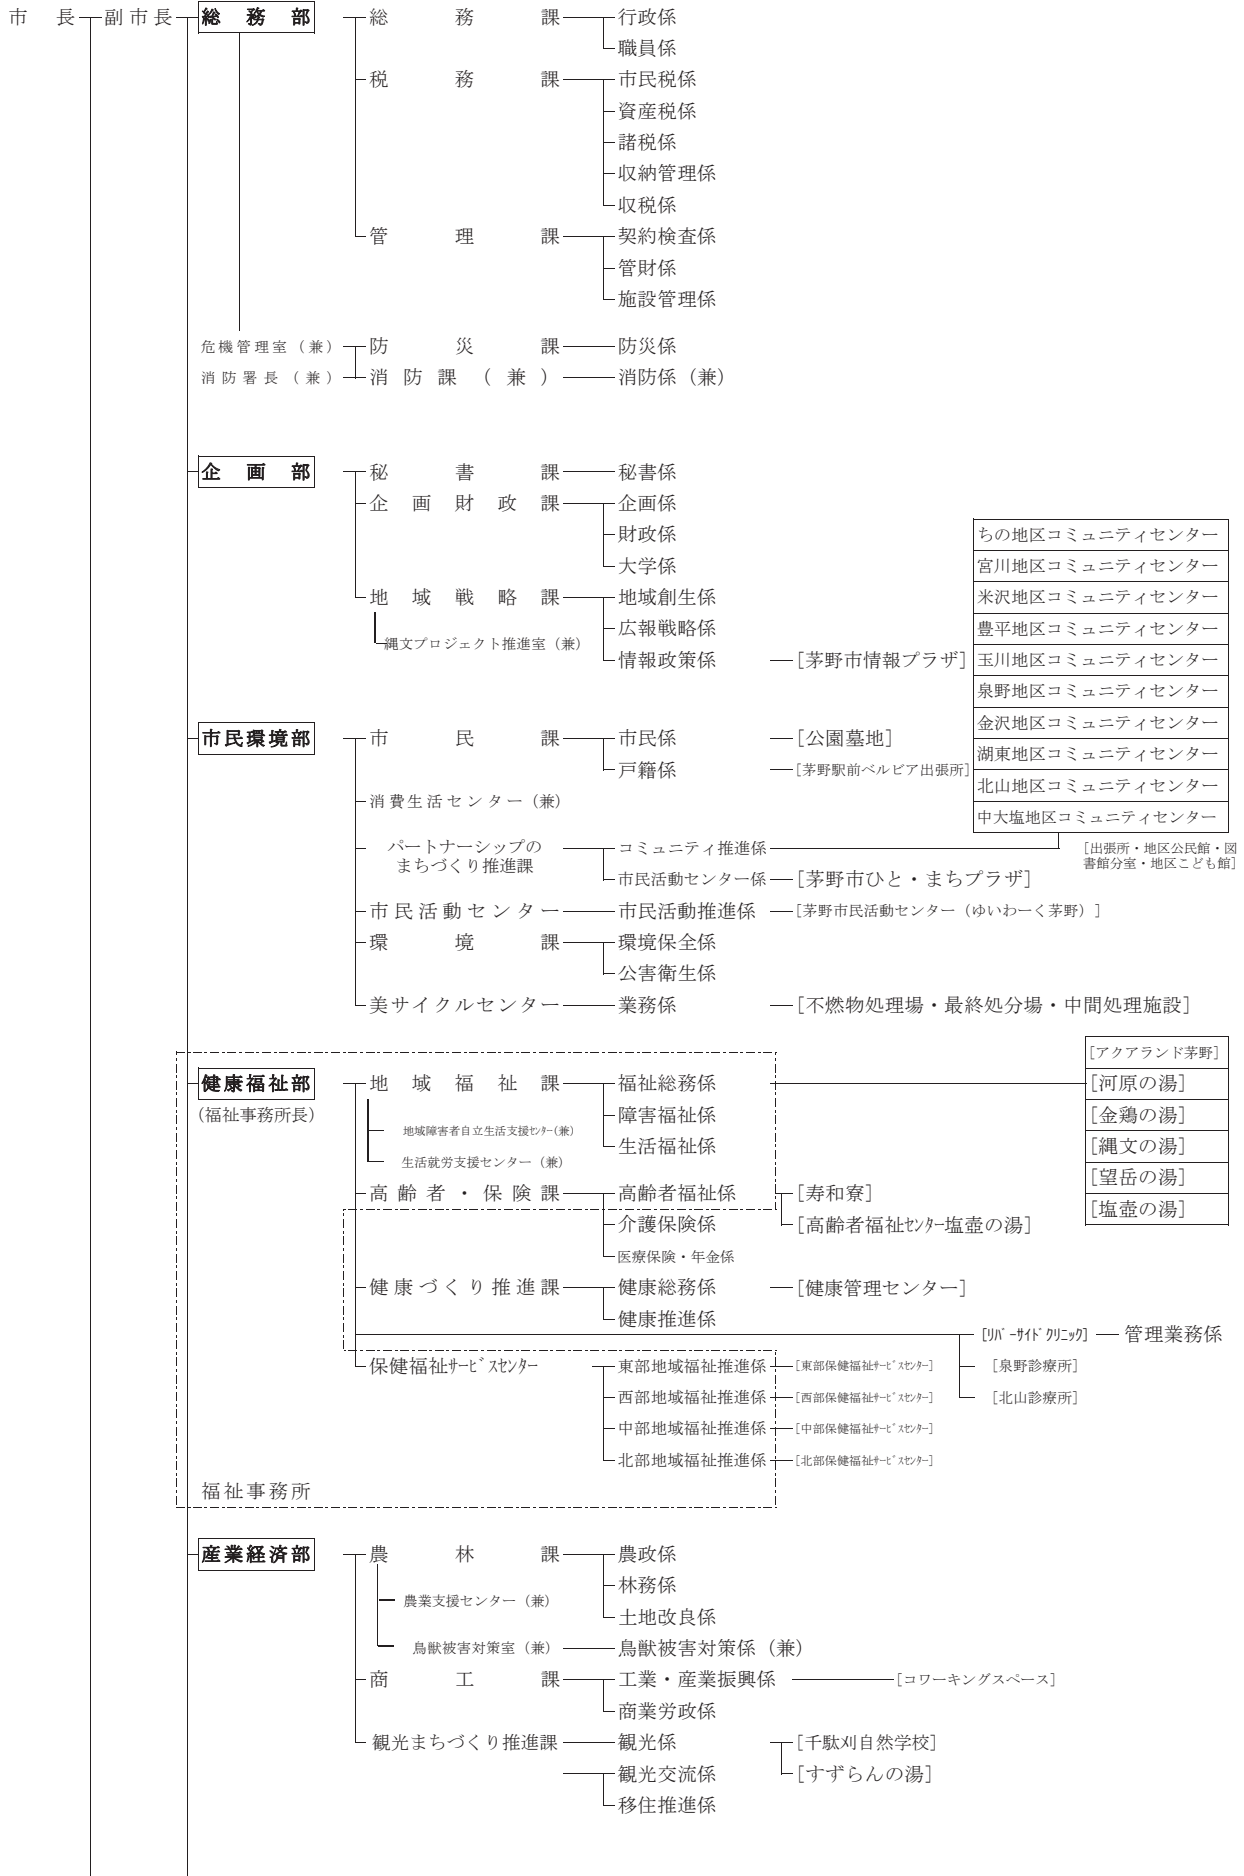 市長 副市長 総務部 総務課 行政係
職員係
税務課 市民税係
資産税係
諸税係
収納管理係
収税係
管理課 契約検査係
管財係
施設管理係
危機管理室（兼） 防災課 防災係
消防署長（兼） 消防課（兼） 消防係（兼）
企画部 秘書課 秘書係
企画財政課 企画係
財政係
大学係
地域戦略課 地域創生係
広報戦略係
縄文プロジェクト推進室（兼）
情報政策係 ［茅野市情報プラザ］
ちの地区コミュニティセンター
宮川地区コミュニティセンター
米沢地区コミュニティセンター
豊平地区コミュニティセンター
玉川地区コミュニティセンター
泉野地区コミュニティセンター
金沢地区コミュニティセンター
湖東地区コミュニティセンター
北山地区コミュニティセンター
中大塩地区コミュニティセンター
市民環境部 市民課 市民係 ［公園墓地］
戸籍係 ［茅野駅前ベルビア出張所］
消費生活センター（兼）
パートナーシップの
まちづくり推進課
コミュニティ推進係
［出張所・地区公民館・図
書館分室・地区こども館］
市民活動センター係 ［茅野市ひと・まちプラザ］
市民活動センター 市民活動推進係 ［茅野市民活動センター（ゆいわーく茅野）］
環境課 環境保全係
公害衛生係
美サイクルセンター 業務係 ［不燃物処理場・最終処分場・中間処理施設］
健康福祉部 地域福祉課 福祉総務係
（福祉事務所長） 障害福祉係
地域障害者自立生活支援ｾﾝﾀｰ（兼）
生活福祉係
生活就労支援センター（兼）
［アクアランド茅野］
［河原の湯］
［金鶏の湯］
［縄文の湯］
［望岳の湯］
［塩壺の湯］
高齢者・保険課 高齢者福祉係 ［寿和寮］
介護保険係 ［高齢者福祉ｾﾝﾀｰ塩壺の湯］
医療保険・年金係
健康づくり推進課 健康総務係 ［健康管理センター］
健康推進係
［ﾘﾊﾞｰｻｲﾄﾞｸﾘﾆｯｸ］ 管理業務係
［泉野診療所］
［北山診療所］
保健福祉ｻｰﾋﾞｽｾﾝﾀｰ 東部地域福祉推進係 ［東部保健福祉ｻｰﾋﾞｽｾﾝﾀｰ］
西部地域福祉推進係 ［西部保健福祉ｻｰﾋﾞｽｾﾝﾀｰ］
中部地域福祉推進係 ［中部保健福祉ｻｰﾋﾞｽｾﾝﾀｰ］
北部地域福祉推進係 ［北部保健福祉ｻｰﾋﾞｽｾﾝﾀｰ］
福祉事務所
産業経済部 農林課 農政係
林務係
農業支援センター（兼）
土地改良係
鳥獣被害対策室（兼） 鳥獣被害対策係（兼）
商工課 工業・産業振興係 ［コワーキングスペース］
商業労政係
観光まちづくり推進課 観光係 ［千駄刈自然学校］
観光交流係 ［すずらんの湯］
移住推進係